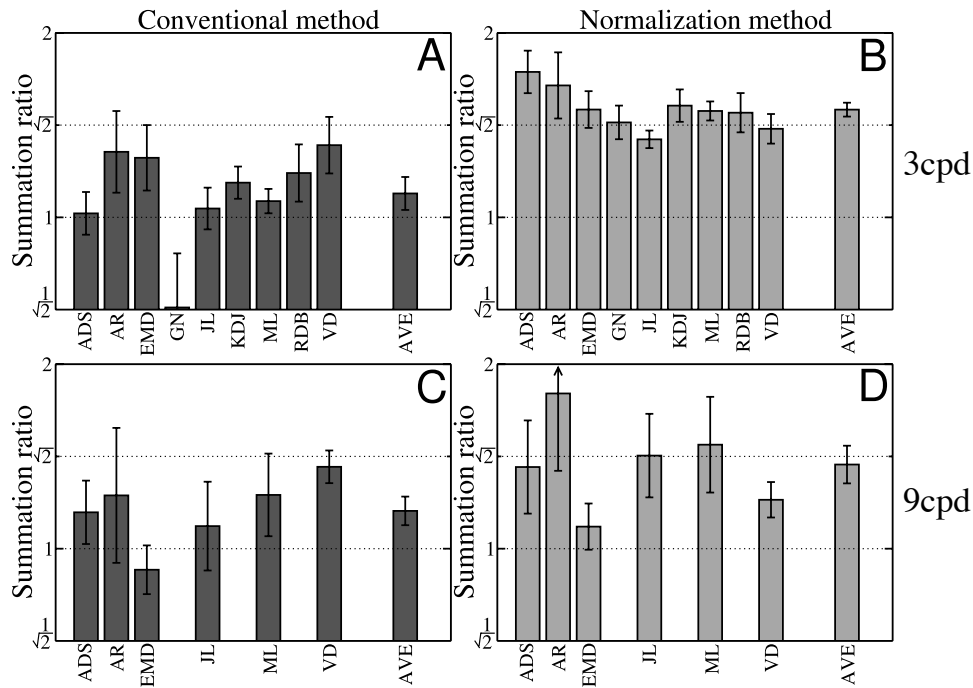 Conventional method
Normalization method
A
B
Summation ratio
Summation ratio
2
√2
1
1/√2
2
√2
1
1/√2
3cpd
ADS AR EMD GN JL KDJ ML RDB VD AVE
ADS AR EMD GN JL KDJ ML RDB VD AVE
C
D
Summation ratio
Summation ratio
2
√2
1
1/√2
2
√2
1
1/√2
9cpd
ADS AR EMD JL ML VD AVE
ADS AR EMD JL ML VD AVE